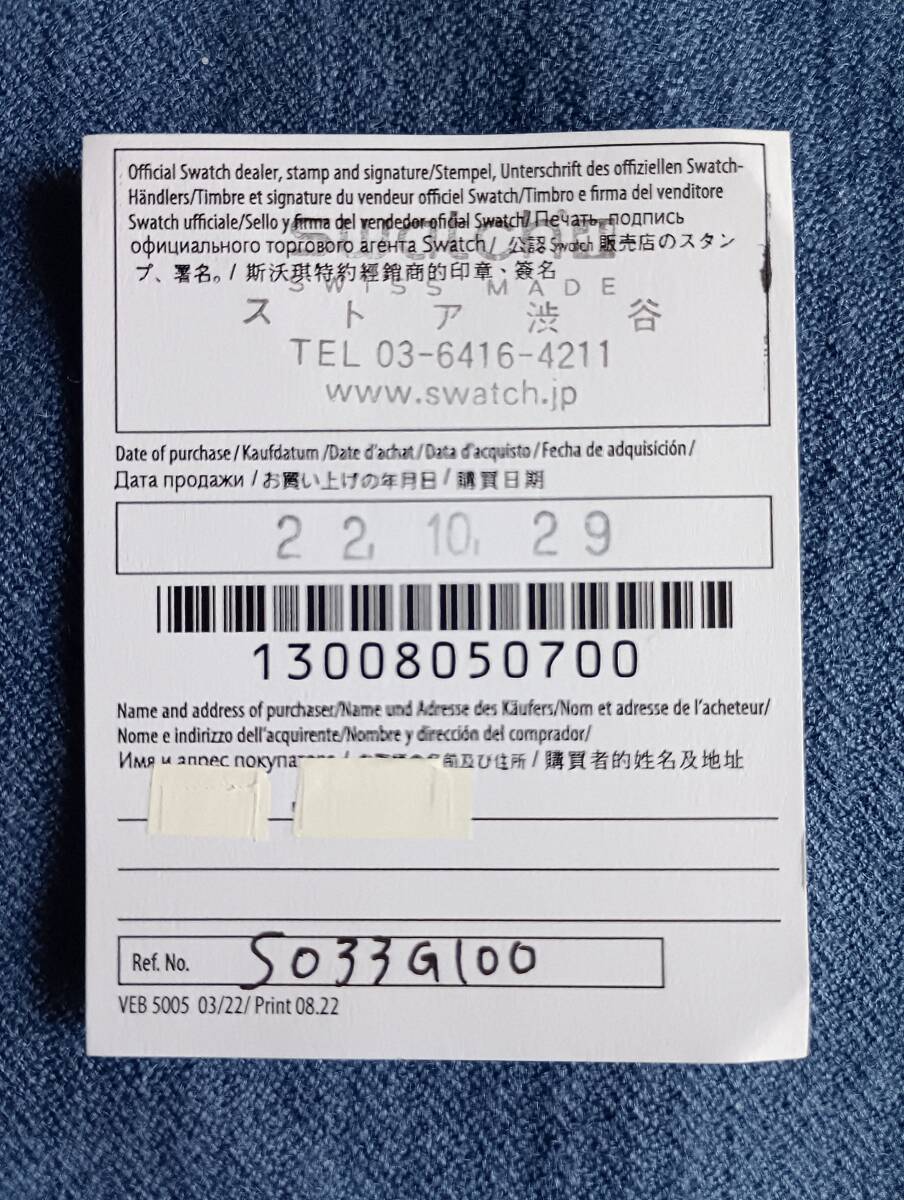 Official Swatch dealer, stamp and signature/Stempel, Unterschrift des offiziellen Swatch-
Händlers/Timbre et signature du vendeur officiel Swatch/Timbro e firma del venditore
Swatch ufficiale/Sello y firma del vendedor oficial Swatch/Печать, подпись
swatch
официального торгового агента Swatch/ 公認 Swatch 販売店のスタン
プ、署名。/ 斯沃琪特約經銷商的印章、簽名
SWISS MADE
ストア渋谷
TEL 03-6416-4211
www.swatch.jp
Date of purchase/Kaufdatum/Date d'achat/Data d'acquisto/Fecha de adquisición/
Дата продажи / お買い上げの年月日 / 購買日期
22, 10, 29
13008050700
Name and address of purchaser/Name und Adresse des Käufers/Nom et adresse de l'acheteur/
Nome e indirizzo dell'acquirente/Nombre y dirección del comprador/
Имя и адрес / 及び住所 / 購買者的姓名及地址
Ref. No. SO33G100
VEB 5005 03/22/ Print 08.22